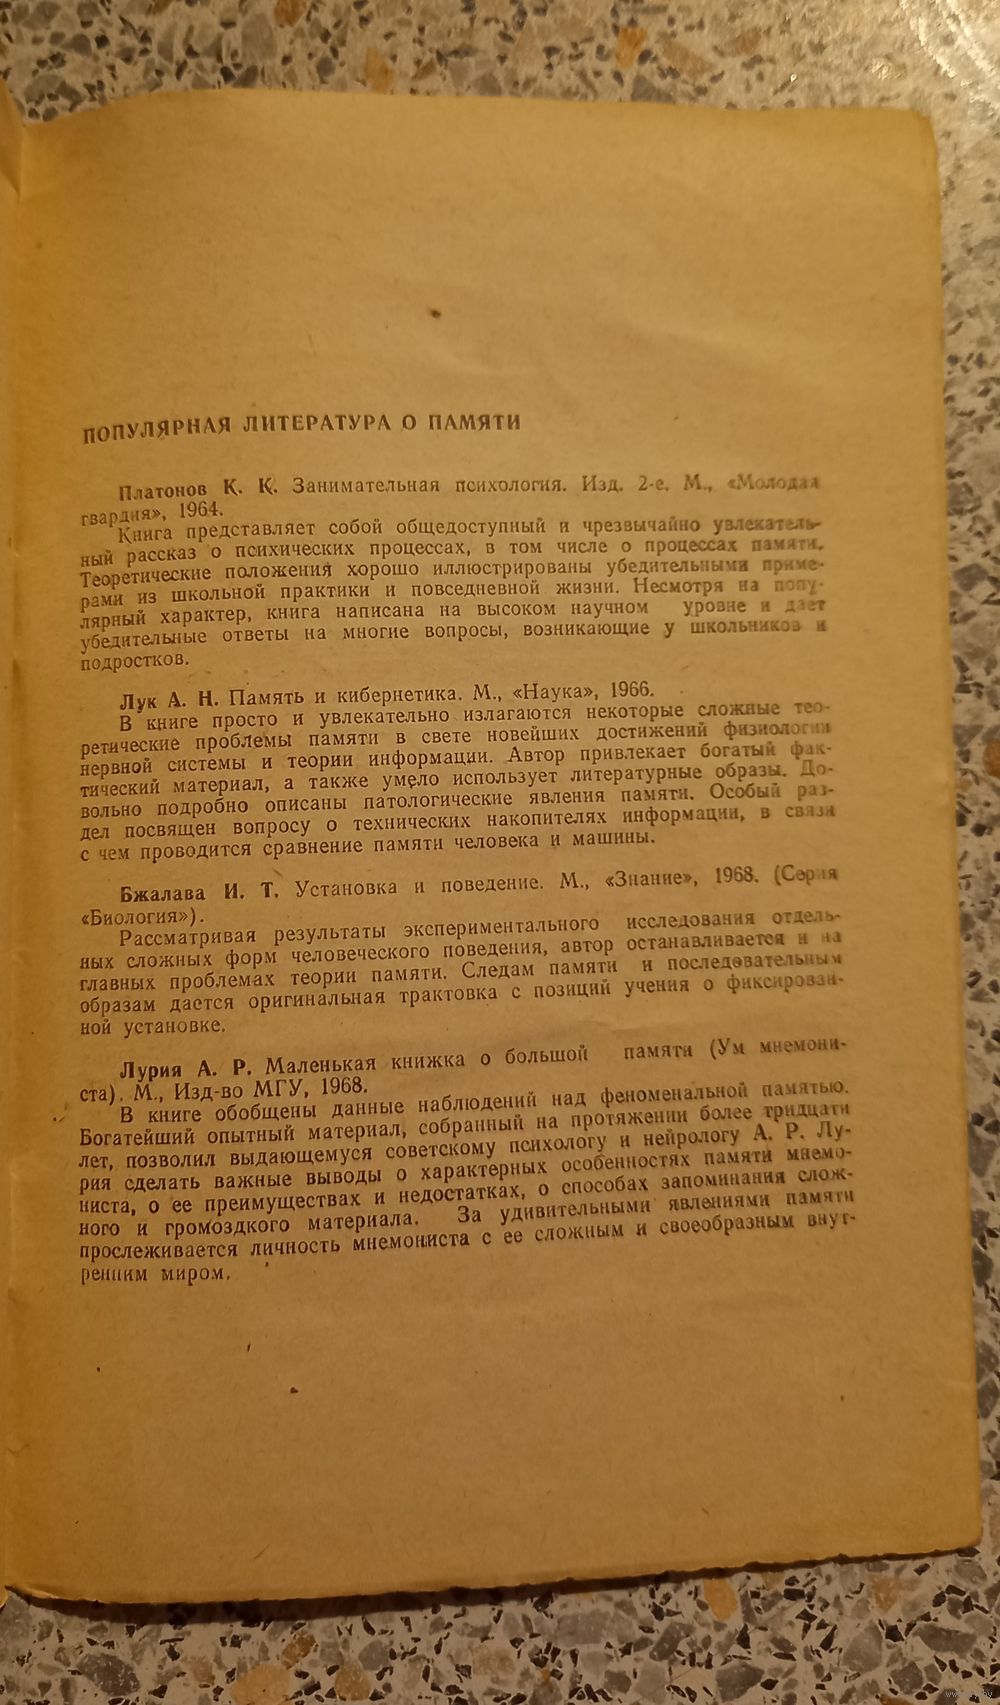 ПОПУЛЯРНАЯ ЛИТЕРАТУРА О ПАМЯТИ
Платонов К. К. Занимательная психология. Изд. 2-е. М., «Молодая
гвардия», 1964.
Книга представляет собой общедоступный и чрезвычайно увлекатель-
ный рассказ о психических процессах, в том числе о процессах памяти.
Теоретические положения хорошо иллюстрированы убедительными приме-
рами из школьной практики и повседневной жизни. Несмотря на попу-
лярный характер, книга написана на высоком научном уровне и дает
убедительные ответы на многие вопросы, возникающие у школьников и
подростков.
Лук А. Н. Память и кибернетика. М., «Наука», 1966.
В книге просто и увлекательно излагаются некоторые сложные тео-
ретические проблемы памяти в свете новейших достижений физиологии
нервной системы и теории информации. Автор привлекает богатый фак-
тический материал, а также умело использует литературные образы. До-
вольно подробно описаны патологические явления памяти. Особый раз-
дел посвящен вопросу о технических накопителях информации, в связи
с чем проводится сравнение памяти человека и машины.
Бжалава И. Т. Установка и поведение. М., «Знание», 1968. (Серия
«Биология»).
Рассматривая результаты экспериментального исследования отдель-
ных сложных форм человеческого поведения, автор останавливается и на
главных проблемах теории памяти. Следам памяти и последовательным
образам дается оригинальная трактовка с позиций учения о фиксирован-
ной установке.
Лурия А. Р. Маленькая книжка о большой памяти (Ум мнемони-
ста). М., Изд-во МГУ, 1968.
В книге обобщены данные наблюдений над феноменальной памятью.
Богатейший опытный материал, собранный на протяжении более тридцати
лет, позволил выдающемуся советскому психологу и нейрологу А. Р. Лу-
рия сделать важные выводы о характерных особенностях памяти мнемо-
ниста, о ее преимуществах и недостатках, о способах запоминания слож-
ного и громоздкого материала. За удивительными явлениями памяти
прослеживается личность мнемониста с ее сложным и своеобразным внут-
ренним миром.